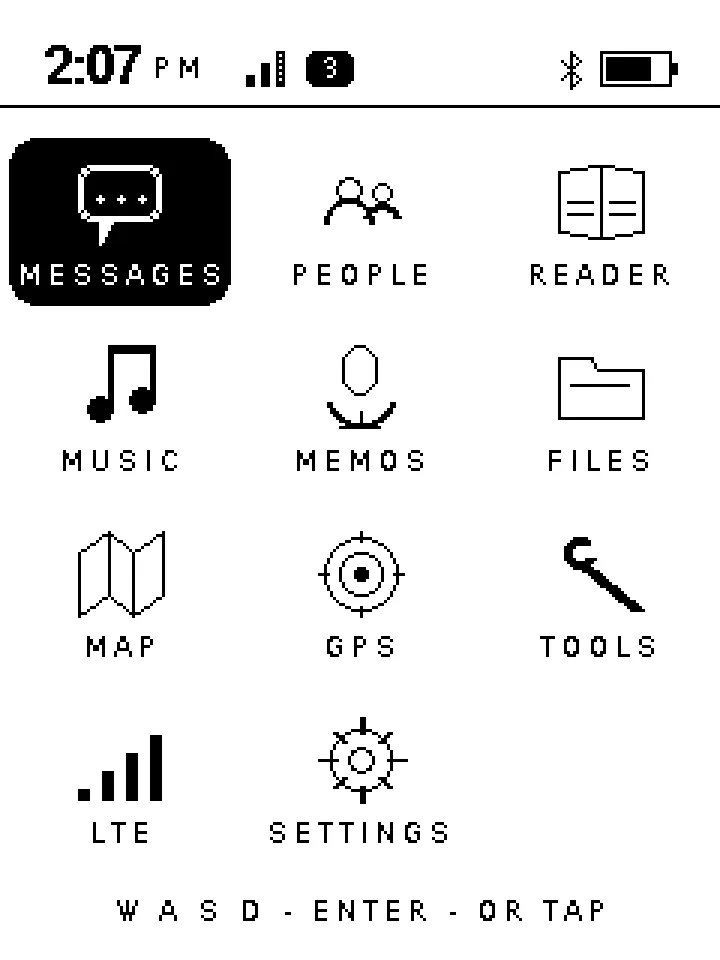 2:07 PM 3
MESSAGES PEOPLE READER
MUSIC MEMOS FILES
MAP GPS TOOLS
LTE SETTINGS
W A S D - ENTER - OR TAP